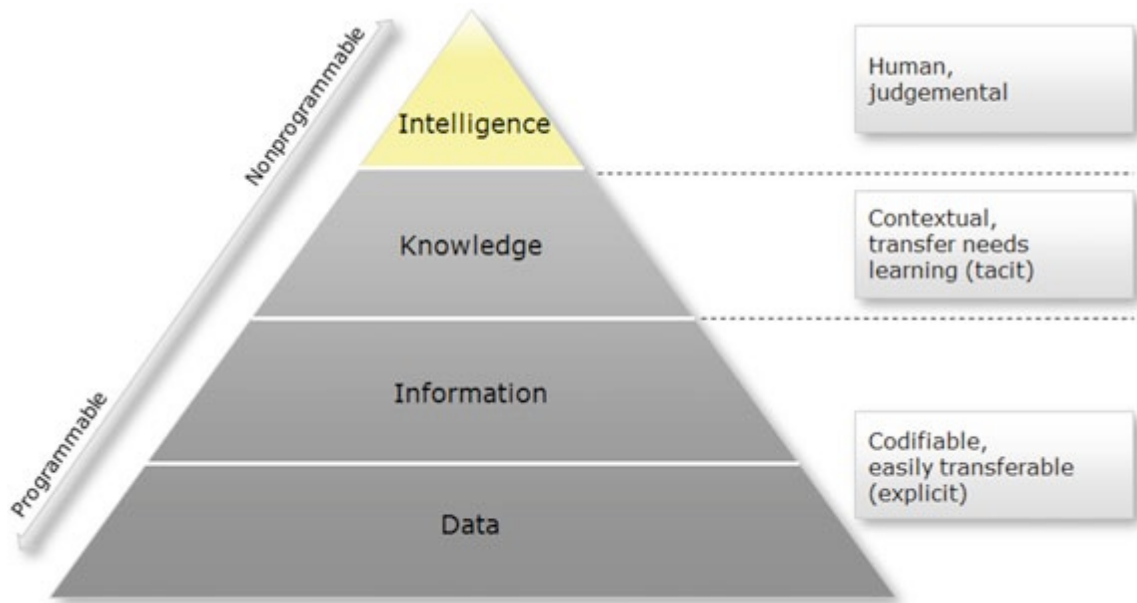 Nonprogrammable
Programmable
Intelligence
Knowledge
Information
Data
Human,
judgemental
Contextual,
transfer needs
learning (tacit)
Codifiable,
easily transferable
(explicit)